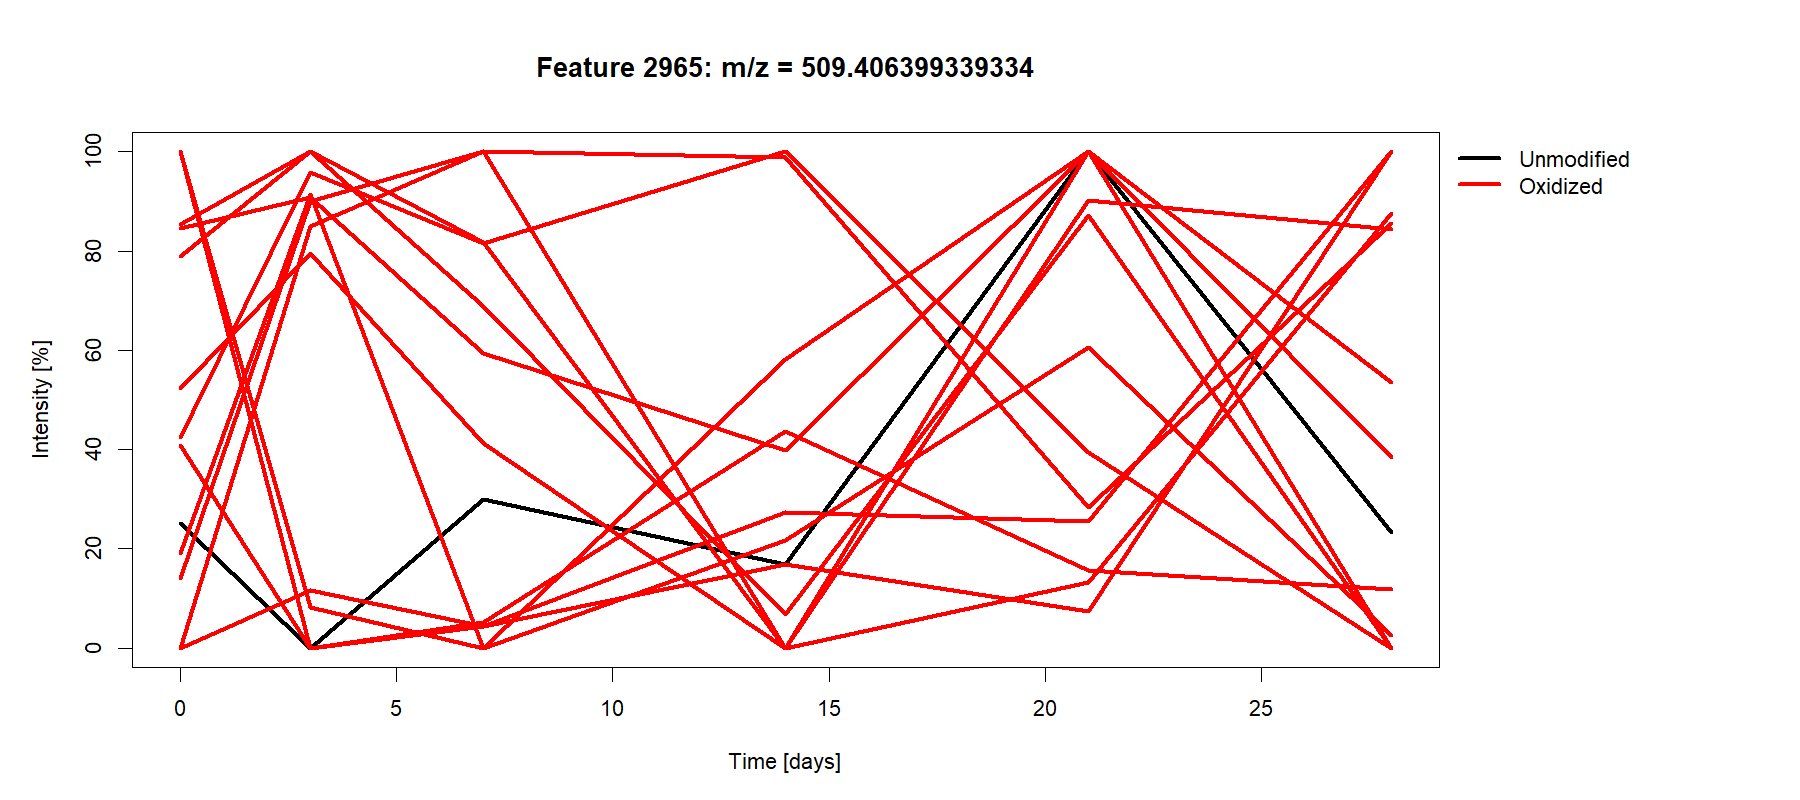 Feature 2965: m/z = 509.406399339334
Unmodified
Oxidized
Intensity [%]
100
80
60
40
20
0
0 5 10 15 20 25
Time [days]